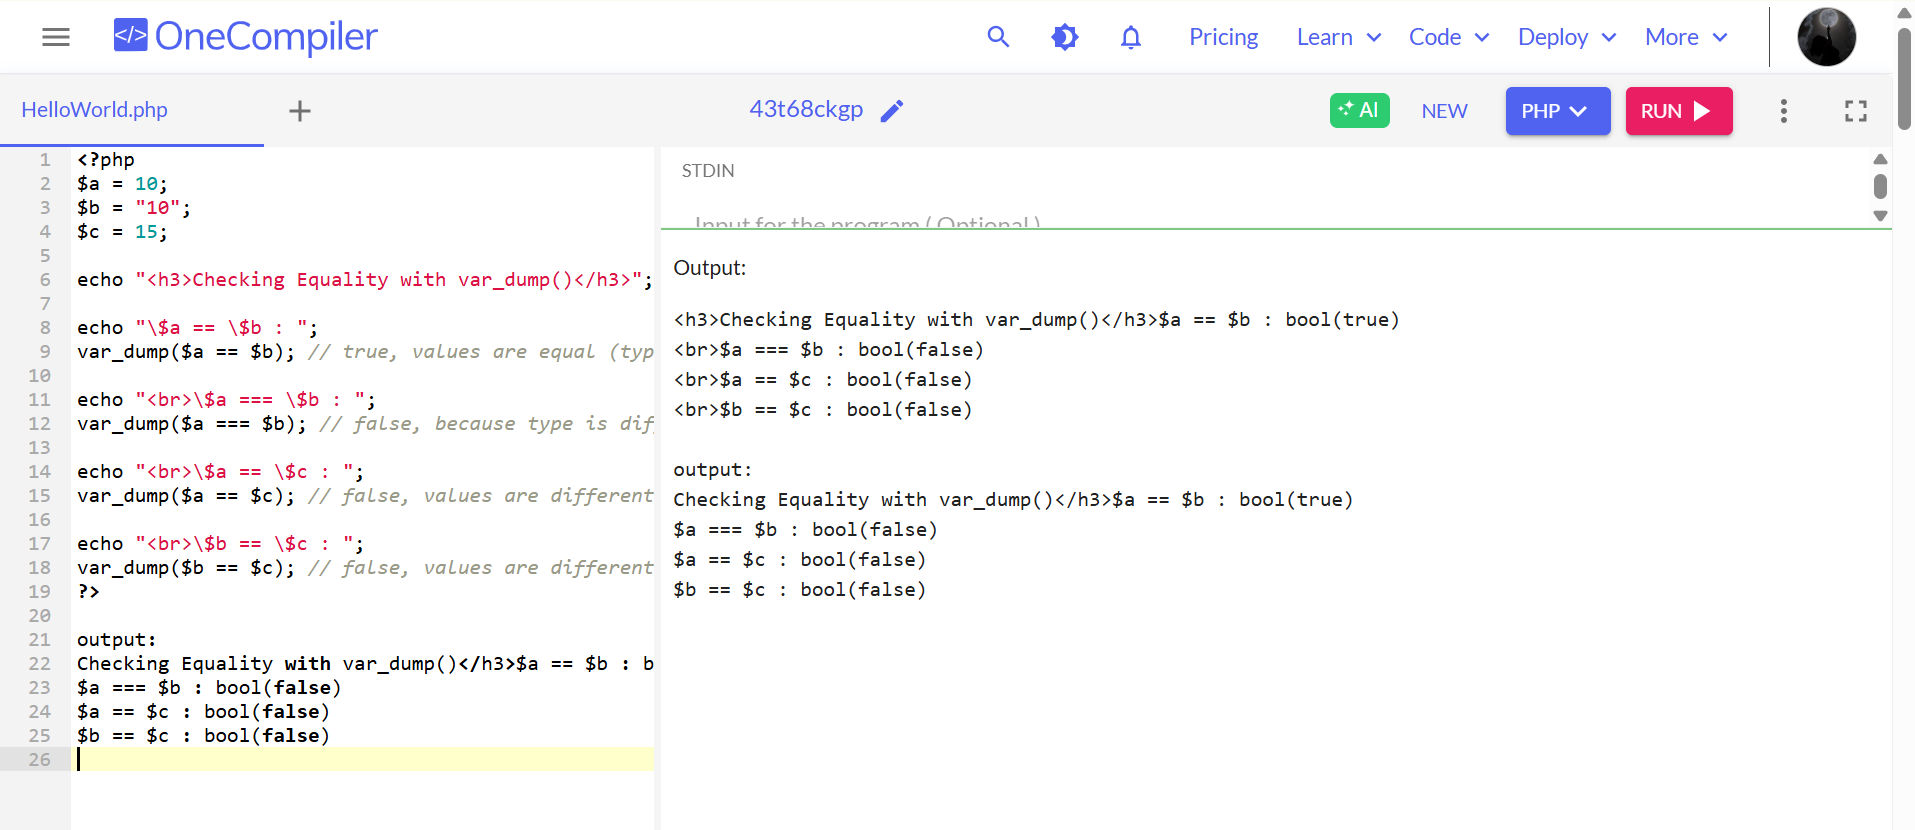 </> OneCompiler
Pricing Learn Code Deploy More
HelloWorld.php
43t68ckgp
AI NEW PHP RUN
1 <?php
2 $a = 10;
3 $b = "10";
4 $c = 15;
5
6 echo "<h3>Checking Equality with var_dump()</h3>";
7
8 echo "\$a == \$b : ";
9 var_dump($a == $b); // true, values are equal (typ
10
11 echo "<br>\$a === \$b : ";
12 var_dump($a === $b); // false, because type is dif
13
14 echo "<br>\$a == \$c : ";
15 var_dump($a == $c); // false, values are different
16
17 echo "<br>\$b == \$c : ";
18 var_dump($b == $c); // false, values are different
19 ?>
20
21 output:
22 Checking Equality with var_dump()</h3>$a == $b : b
23 $a === $b : bool(false)
24 $a == $c : bool(false)
25 $b == $c : bool(false)
26
STDIN
Input for the program ( Optional )
Output:
<h3>Checking Equality with var_dump()</h3>$a == $b : bool(true)
<br>$a === $b : bool(false)
<br>$a == $c : bool(false)
<br>$b == $c : bool(false)
output:
Checking Equality with var_dump()</h3>$a == $b : bool(true)
$a === $b : bool(false)
$a == $c : bool(false)
$b == $c : bool(false)